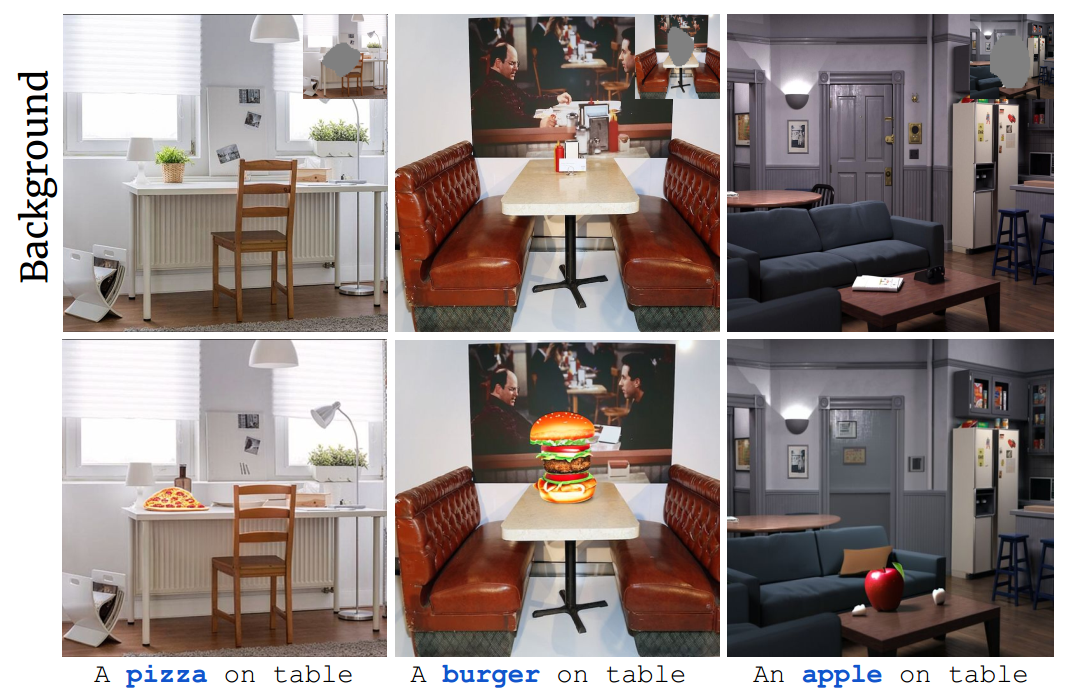 Background
A pizza on table
A burger on table
An apple on table